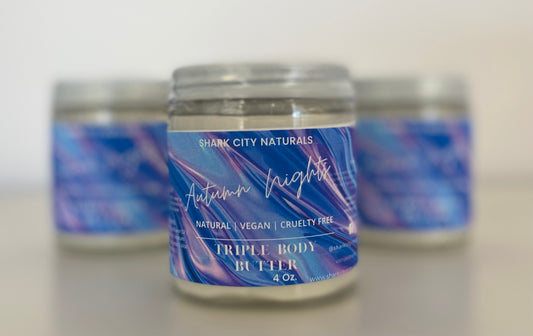 SHARK CITY NATURALS
Autumn Nights
NATURAL | VEGAN | CRUELTY FREE
TRIPLE BODY
BUTTER
4 Oz.